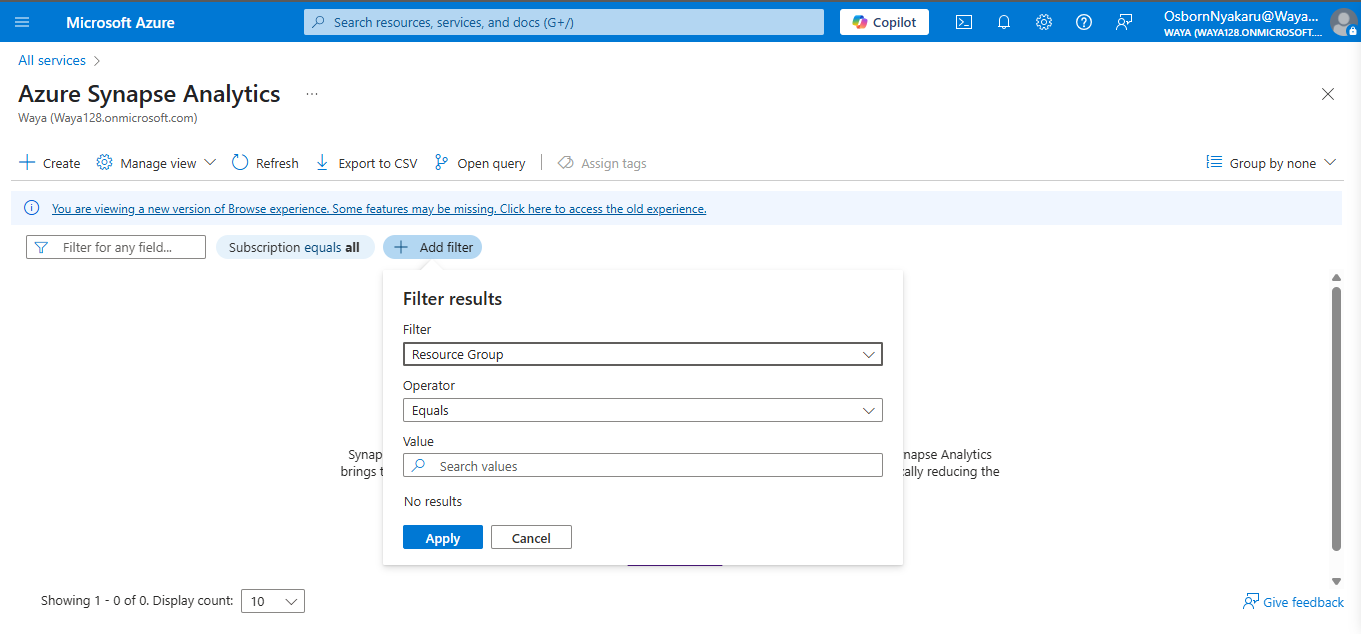 Microsoft Azure
Search resources, services, and docs (G+/)
Copilot
OsbornNyakaru@Waya...
WAYA (WAYA128.ONMICROSOFT....
All services
Azure Synapse Analytics
...
Waya (Waya128.onmicrosoft.com)
Create
Manage view
Refresh
Export to CSV
Open query
Assign tags
Group by none
You are viewing a new version of Browse experience. Some features may be missing. Click here to access the old experience.
Filter for any field...
Subscription equals all
Add filter
Filter results
Filter
Resource Group
Operator
Equals
Value
Search values
No results
Apply
Cancel
Synap
napse Analytics
brings t
cally reducing the
Showing 1 - 0 of 0. Display count:
10
Give feedback